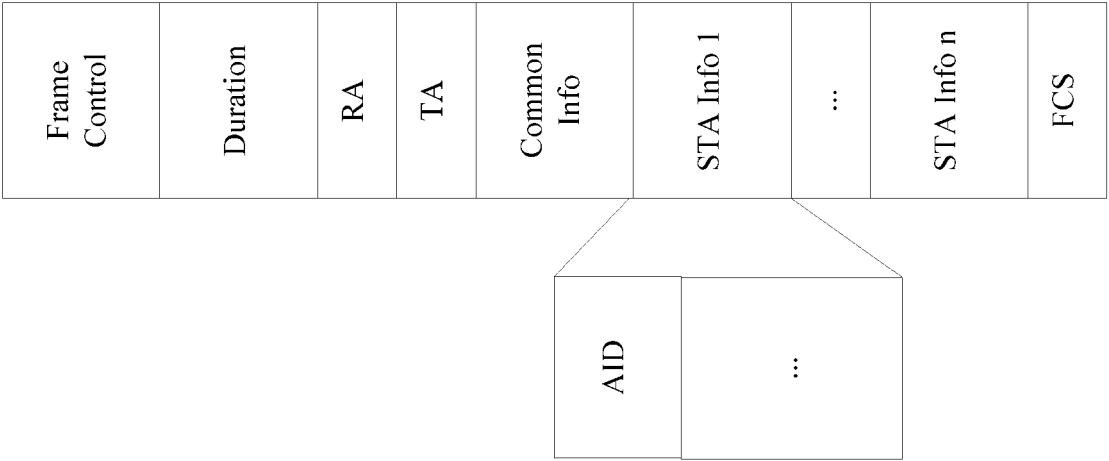 Frame
Control
Duration
RA
TA
Common
Info
STA Info 1
...
STA Info n
FCS
AID
...